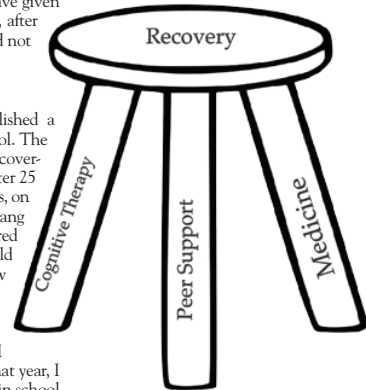 ve given
, after
d not
lished a
ol. The
cover-
ter 25
s, on
ang
red
ld
w
I
at year, I
in school
Recovery
Cognitive Therapy
Peer Support
Medicine